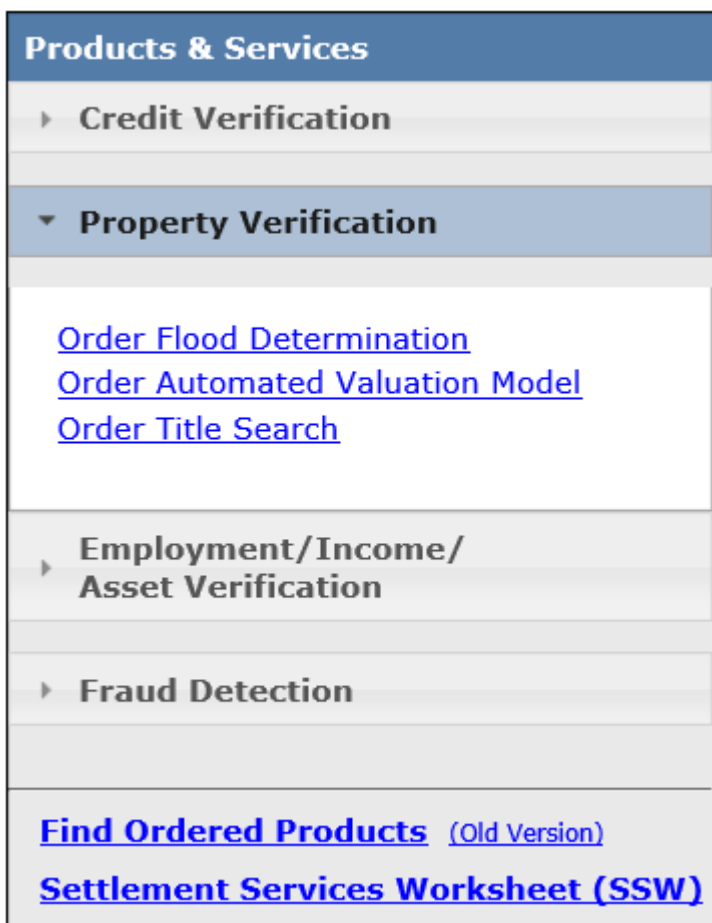 Products & Services
Credit Verification
Property Verification
Order Flood Determination
Order Automated Valuation Model
Order Title Search
Employment/Income/
Asset Verification
Fraud Detection
Find Ordered Products (Old Version)
Settlement Services Worksheet (SSW)